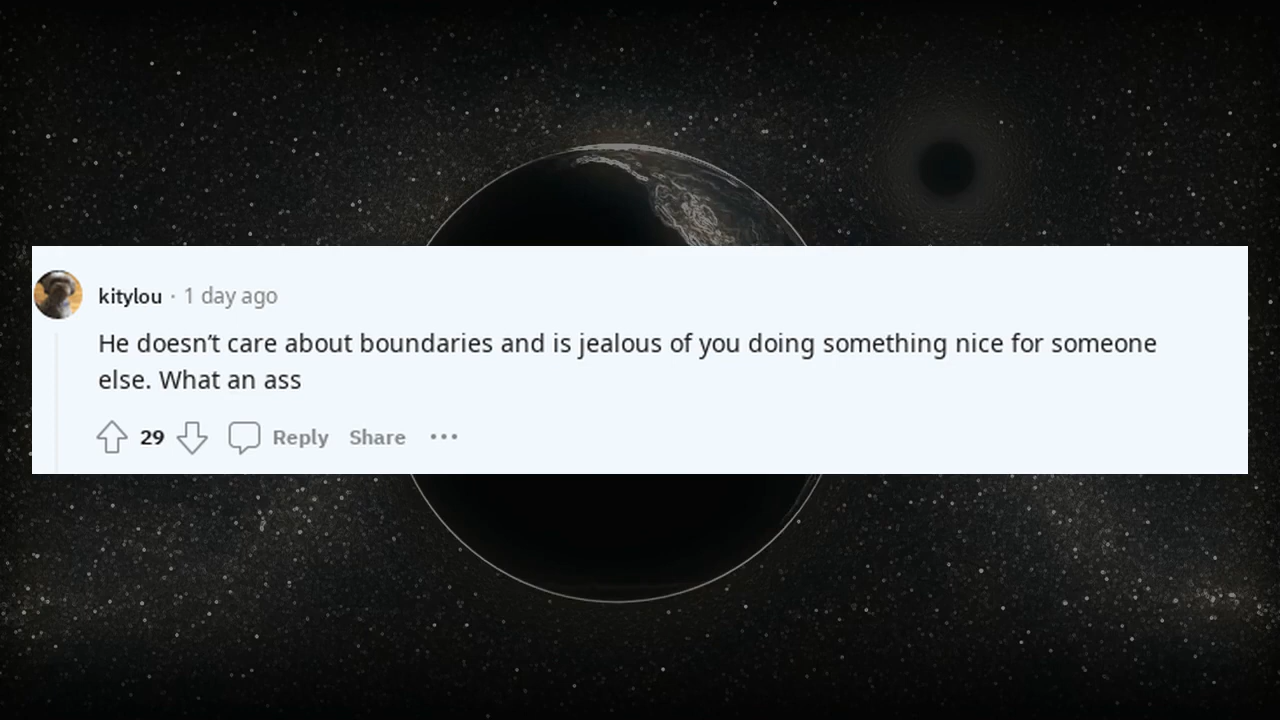 kitylou · 1 day ago
He doesn’t care about boundaries and is jealous of you doing something nice for someone
else. What an ass
29 Reply Share •••